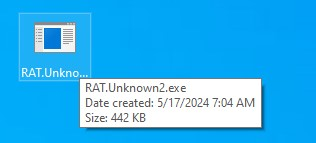 RAT.Unkno...
RAT.Unknown2.exe
Date created: 5/17/2024 7:04 AM
Size: 442 KB